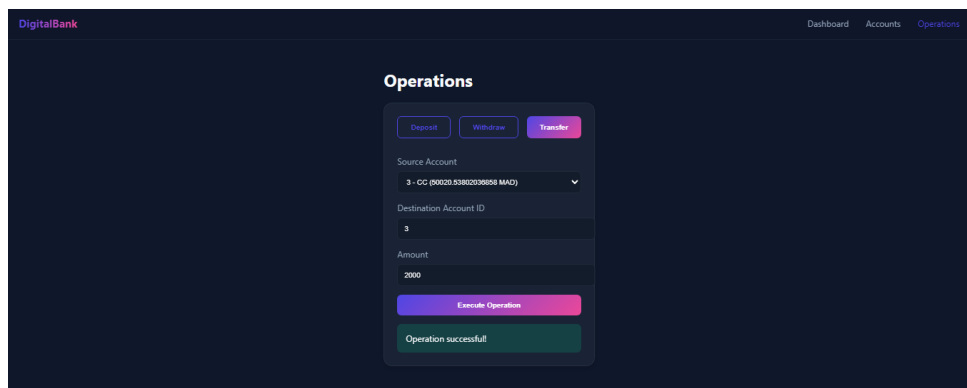 DigitalBank
Dashboard Accounts Operations
Operations
Deposit Withdraw Transfer
Source Account
3 - CC (50020.53802036858 MAD)
Destination Account ID
3
Amount
2000
Execute Operation
Operation successful!